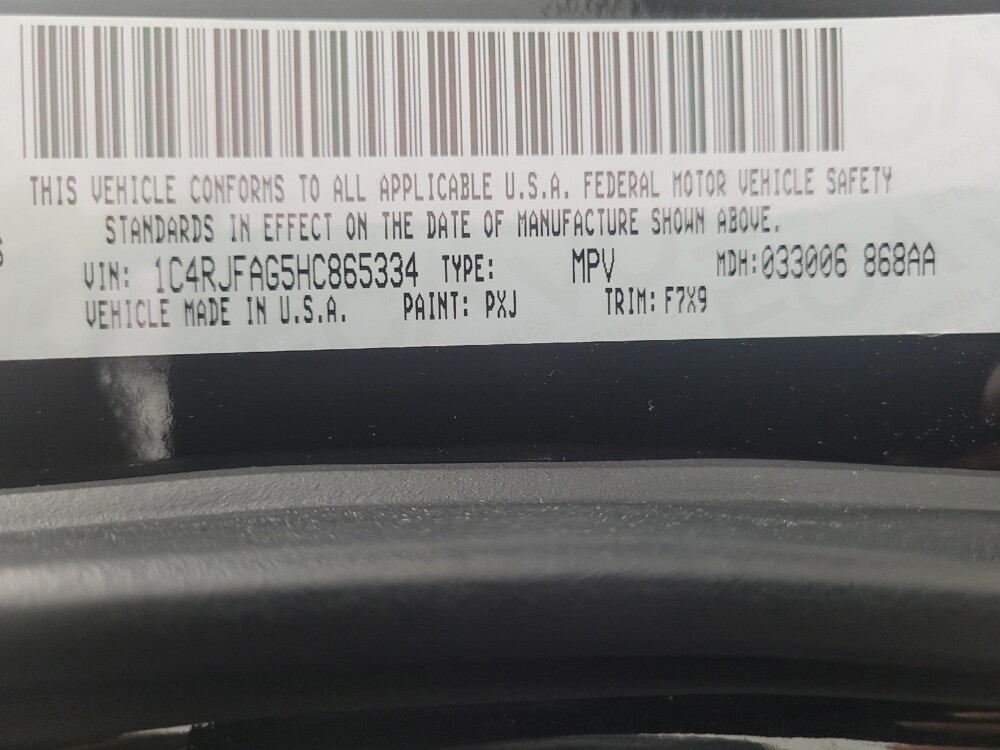 THIS VEHICLE CONFORMS TO ALL APPLICABLE U.S.A. FEDERAL MOTOR VEHICLE SAFETY
STANDARDS IN EFFECT ON THE DATE OF MANUFACTURE SHOWN ABOVE.
VIN: 1C4RJFAG5HC865334 TYPE: MPV MDH:033006 868AA
VEHICLE MADE IN U.S.A. PAINT: PXJ TRIM: F7X9